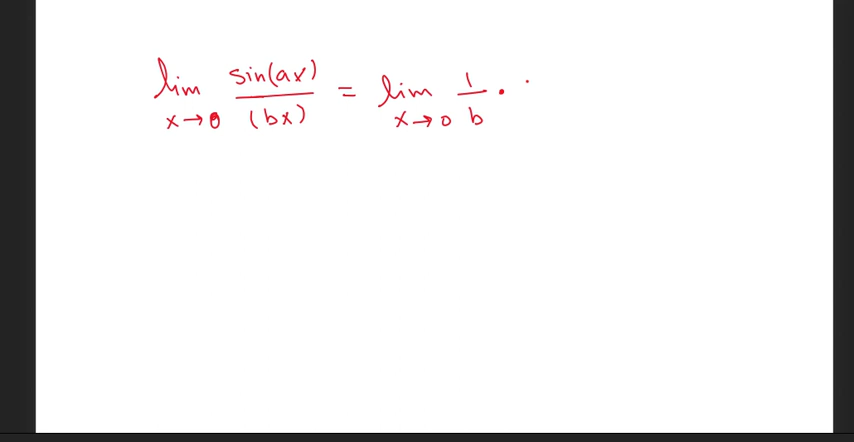 lim x→0 sin(ax) / (bx) = lim x→0 1/b ·